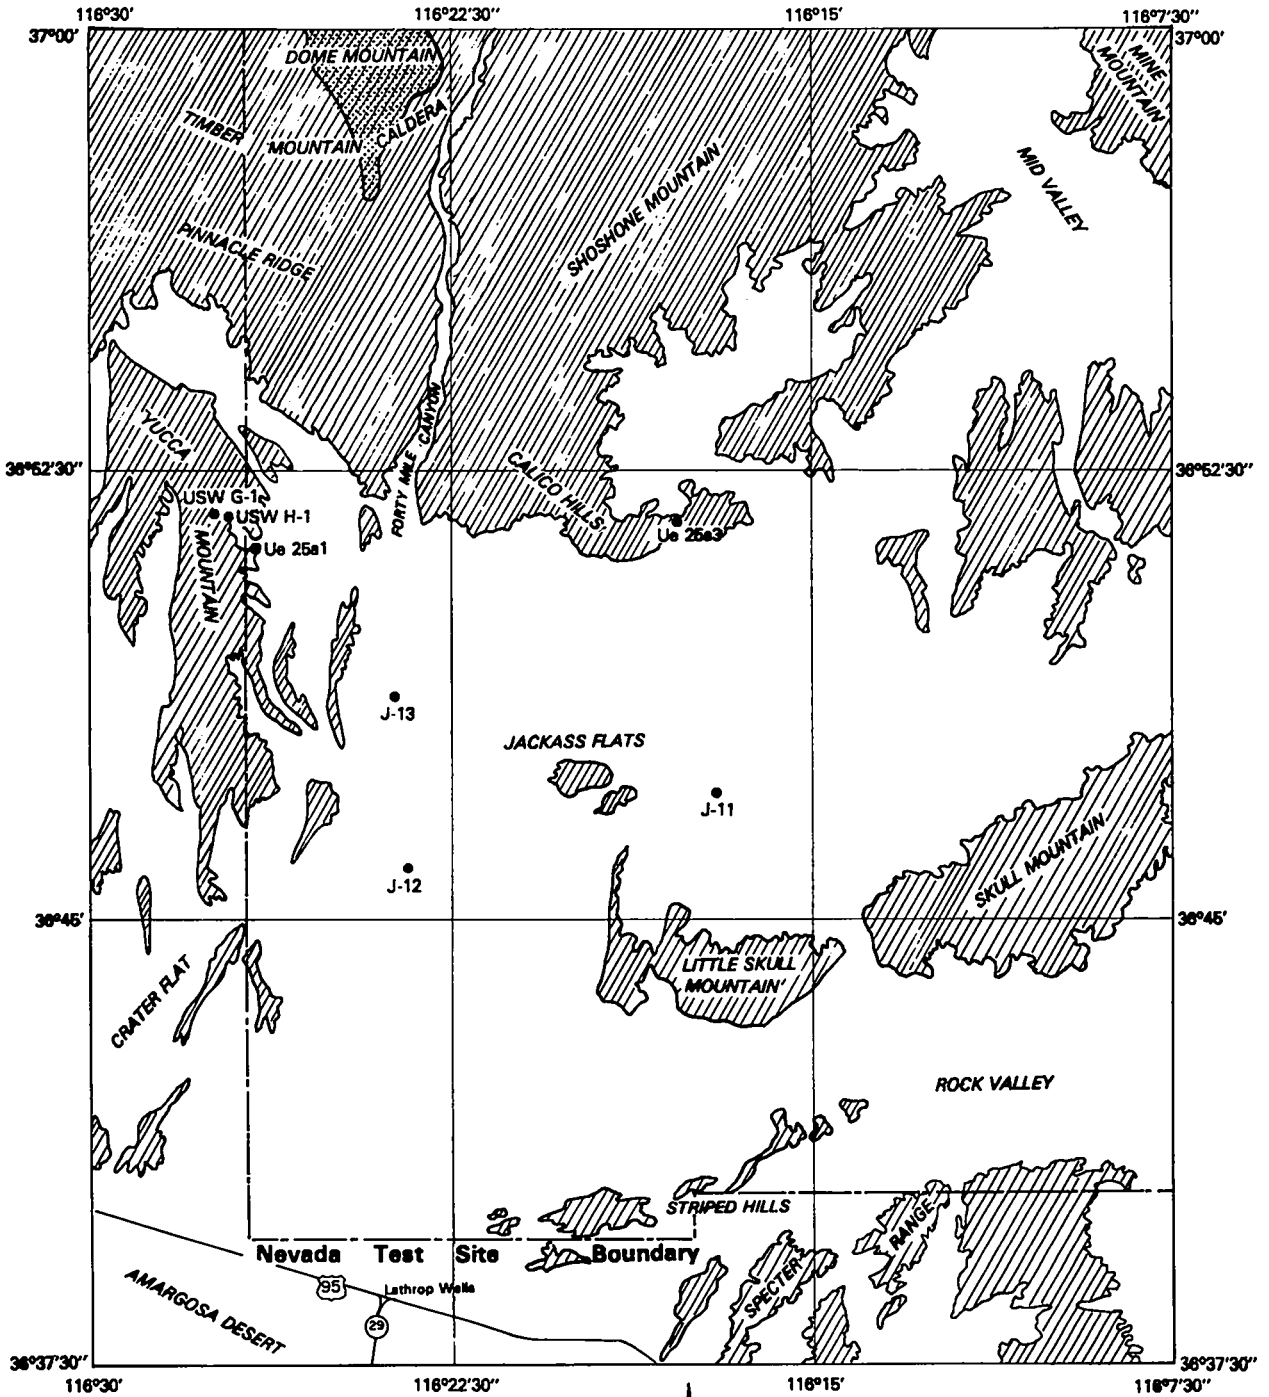 116°30' 116°22'30'' 116°15' 116°7'30''
37°00' 37°00'
DOME MOUNTAIN
MINE MOUNTAIN
TIMBER MOUNTAIN CALDERA
MID VALLEY
SHOSHONE MOUNTAIN
PINNACLE RIDGE
FORTY MILE CANYON
YUCCA MOUNTAIN
36°52'30'' 36°52'30''
CALICO HILLS
USW G-1
USW H-1
Ue 25a3
Ue 25a1
J-13
JACKASS FLATS
J-11
SKULL MOUNTAIN
J-12
36°45' 36°45'
LITTLE SKULL
MOUNTAIN
CRATER FLAT
ROCK VALLEY
STRIPED HILLS
SPECTER RANGE
Nevada Test Site Boundary
95
Lathrop Wells
29
AMARGOSA DESERT
36°37'30'' 36°37'30''
116°30' 116°22'30'' 116°15' 116°7'30''